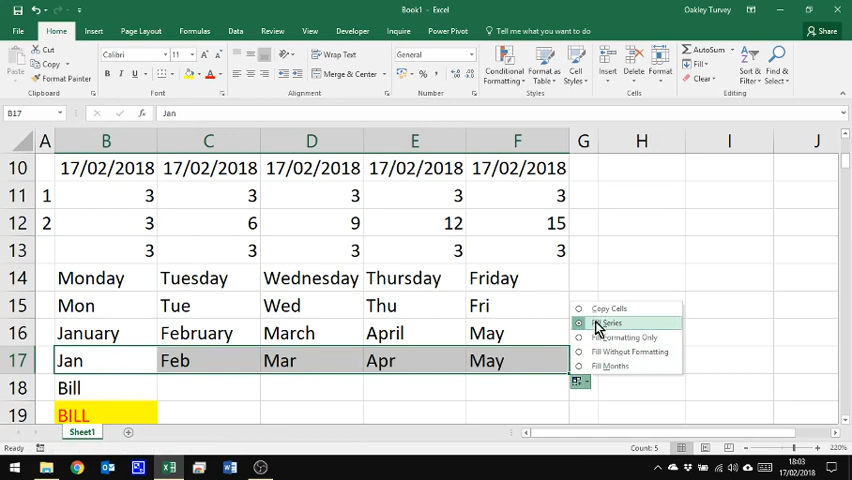 Book1 - Excel
Oakley Turvey
File Home Insert Page Layout Formulas Data Review View Developer Inquire Power Pivot Tell me what you want to do Share
Paste Cut Copy Format Painter
Calibri 11
Wrap Text
Merge & Center
General
Conditional Formatting Format as Table Cell Styles
Insert Delete Format
AutoSum Fill Clear
Sort & Filter Find & Select
Clipboard Font Alignment Number Styles Cells Editing
B17 Jan
A B C D E F G H I J
10 17/02/2018 17/02/2018 17/02/2018 17/02/2018 17/02/2018
11 1 3 3 3 3 3
12 2 3 6 9 12 15
13 3 3 3 3 3
14 Monday Tuesday Wednesday Thursday Friday
15 Mon Tue Wed Thu Fri
Copy Cells
16 January February March April May
Fill Series
Fill Formatting Only
17 Jan Feb Mar Apr May
Fill Without Formatting
Fill Months
18 Bill
19 BILL
Sheet1
Ready Count: 5 220%
18:03
17/02/2018